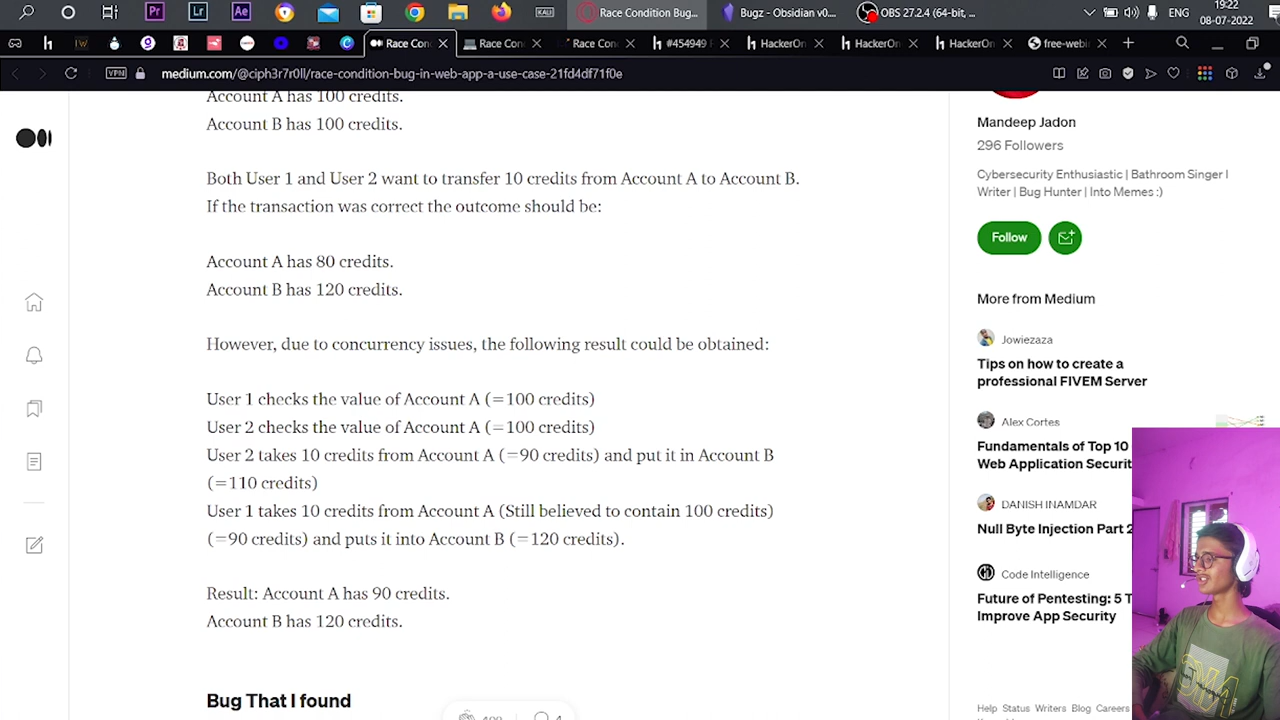 19:22
08-07-2022
ENG
Pr
Lr
Ae
KALI
Race Condition Bug...
Bugz - Obsidian v0....
OBS 27.2.4 (64-bit, ...
Race Con
Race Con
Race Con
#454949
HackerOn
HackerOn
HackerOn
free-webi
VPN
medium.com/@ciph3r7r0ll/race-condition-bug-in-web-app-a-use-case-21fd4df71f0e
Account A has 100 credits.
Account B has 100 credits.
Both User 1 and User 2 want to transfer 10 credits from Account A to Account B.
If the transaction was correct the outcome should be:
Account A has 80 credits.
Account B has 120 credits.
However, due to concurrency issues, the following result could be obtained:
User 1 checks the value of Account A (=100 credits)
User 2 checks the value of Account A (=100 credits)
User 2 takes 10 credits from Account A (=90 credits) and put it in Account B
(=110 credits)
User 1 takes 10 credits from Account A (Still believed to contain 100 credits)
(=90 credits) and puts it into Account B (=120 credits).
Result: Account A has 90 credits.
Account B has 120 credits.
Bug That I found
Mandeep Jadon
296 Followers
Cybersecurity Enthusiastic | Bathroom Singer |
Writer | Bug Hunter | Into Memes :)
Follow
More from Medium
Jowiezaza
Tips on how to create a
professional FIVEM Server
Alex Cortes
Fundamentals of Top 10
Web Application Securit
DANISH INAMDAR
Null Byte Injection Part 2
Code Intelligence
Future of Pentesting: 5 T
Improve App Security
Help Status Writers Blog Careers